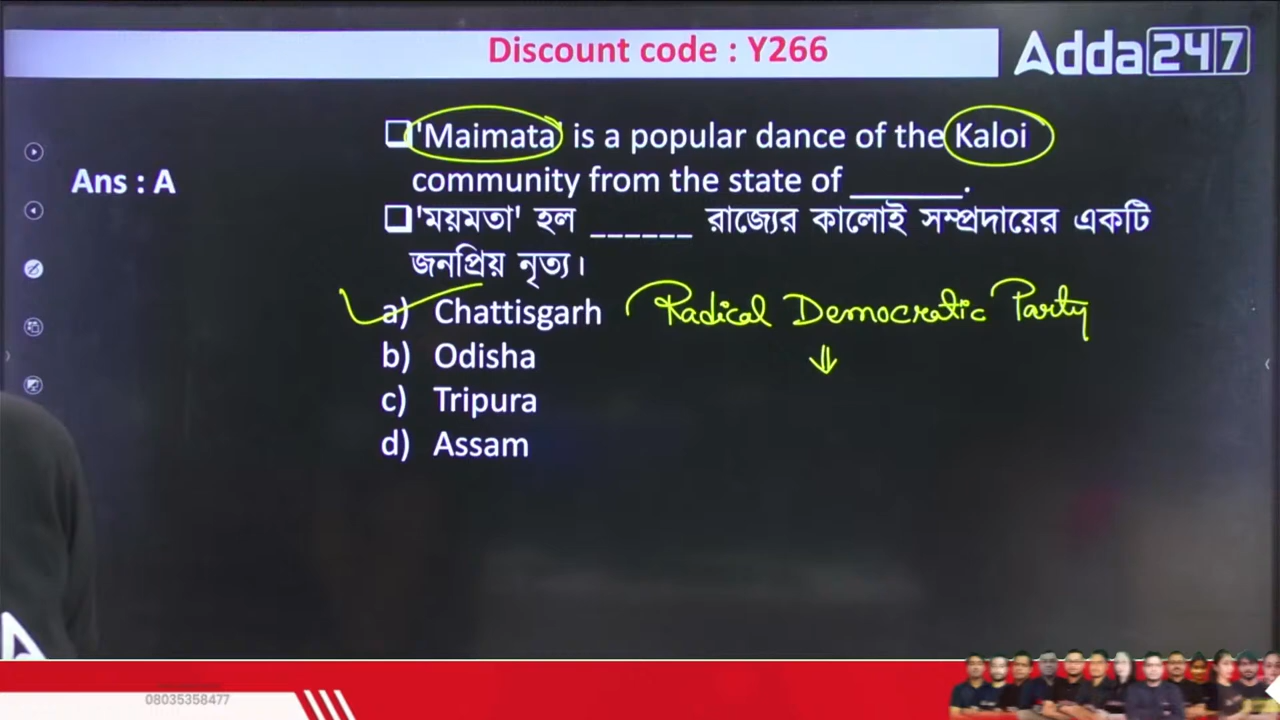 Discount code : Y266
Adda247
❑'Maimata' is a popular dance of the Kaloi
community from the state of ______.
Ans : A
❑'ময়মতা' হল ______ রাজ্যের কালোই সম্প্রদায়ের একটি
জনপ্রিয় নৃত্য।
a) Chattisgarh Radical Democratic Party
b) Odisha
c) Tripura
d) Assam
08035358477